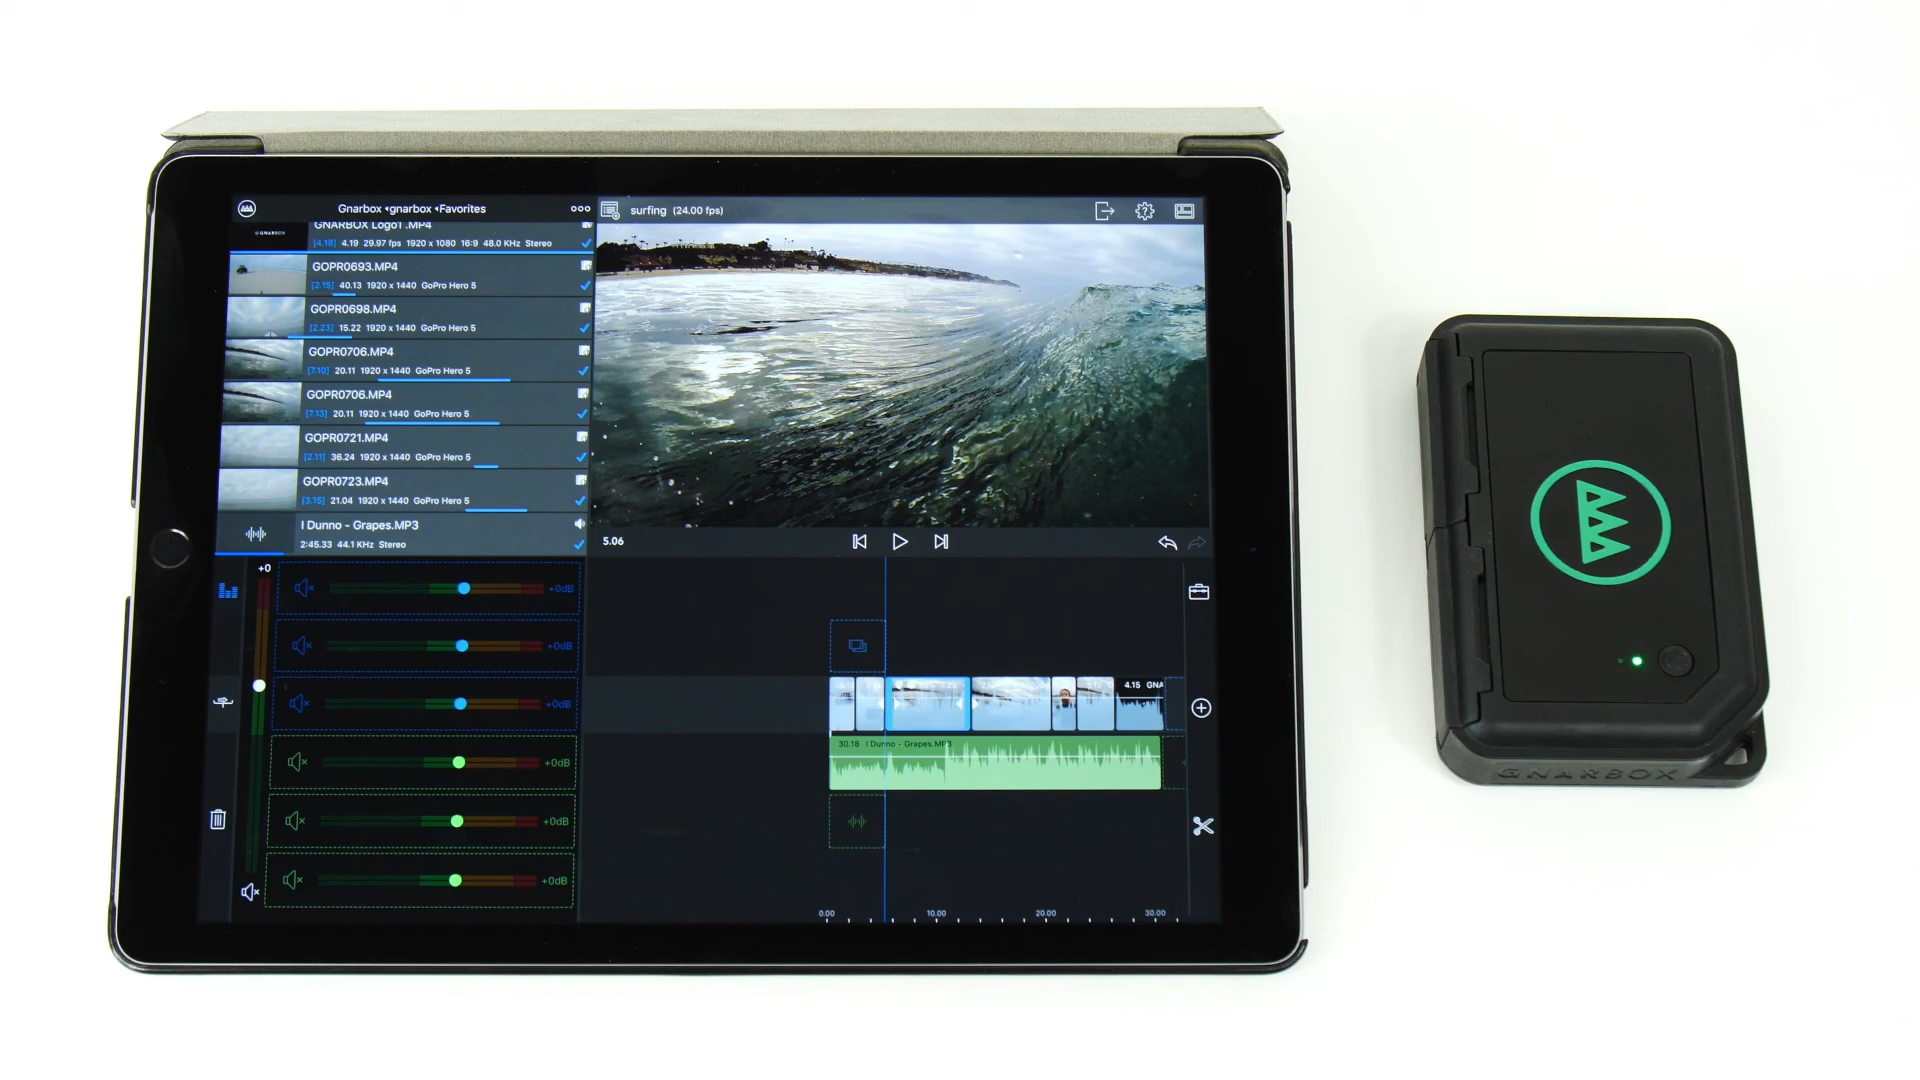 Gnarbox ◂gnarbox ◂Favorites
surfing (24.00 fps)
GNARBOX Logo1 .MP4
[4.18] 4.19 29.97 fps 1920 x 1080 16:9 48.0 KHz Stereo
GNARBOX
GOPR0693.MP4
[2.15] 40.13 1920 x 1440 GoPro Hero 5
GOPR0698.MP4
[2.23] 15.22 1920 x 1440 GoPro Hero 5
GOPR0706.MP4
[7.10] 20.11 1920 x 1440 GoPro Hero 5
GOPR0706.MP4
[7.13] 20.11 1920 x 1440 GoPro Hero 5
GOPR0721.MP4
[2.11] 36.24 1920 x 1440 GoPro Hero 5
GOPR0723.MP4
[3.15] 21.04 1920 x 1440 GoPro Hero 5
I Dunno - Grapes.MP3
2:45.33 44.1 KHz Stereo
5.06
+0
+0dB
+0dB
+0dB
+0dB
+0dB
+0dB
4.15 GNA
30.18 I Dunno - Grapes.MP3
0.00 10.00 20.00 30.00
GNARBOX